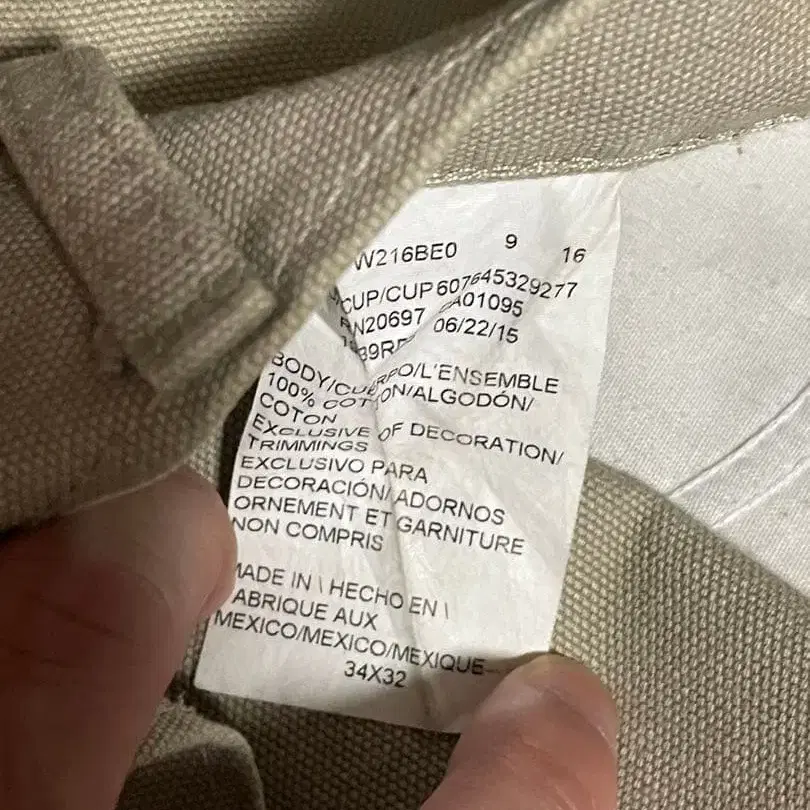 W216BE0 9 16
CUP/CUP 607645329277
RN20697 CA01095
39R 06/22/15
BODY/CUERPO/L'ENSEMBLE
100% COTTON/ALGODÓN/
COTON
EXCLUSIVE OF DECORATION/
TRIMMINGS
EXCLUSIVO PARA
DECORACIÓN/ADORNOS
ORNEMENT ET GARNITURE
NON COMPRIS
MADE IN \ HECHO EN \
FABRIQUE AUX
MEXICO/MEXICO/MEXIQUE
34X32